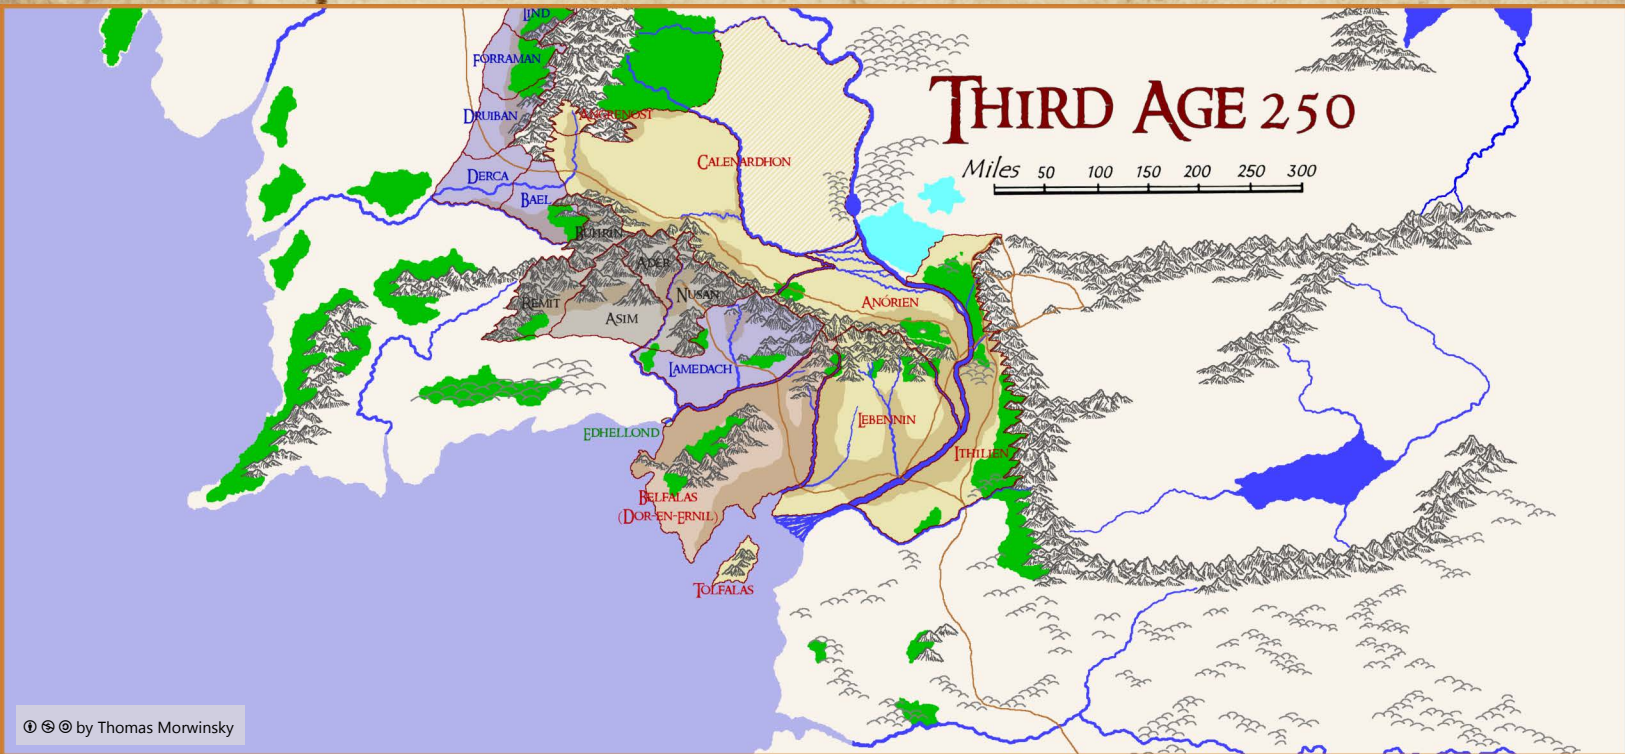 LIND
FORRAMAN
DRUIBAN
ANGRENOST
THIRD AGE 250
CALENARDHON
Miles 50 100 150 200 250 300
DERCA
BAEL
RUHRIN
ADER
REMIT
NUSAN
ANÓRIEN
ASIM
LAMEDACH
LEBENNIN
EDHELLOND
ITHILIEN
BELFALAS
(DOR-EN-ERNIL)
TOLFALAS
by Thomas Morwinsky